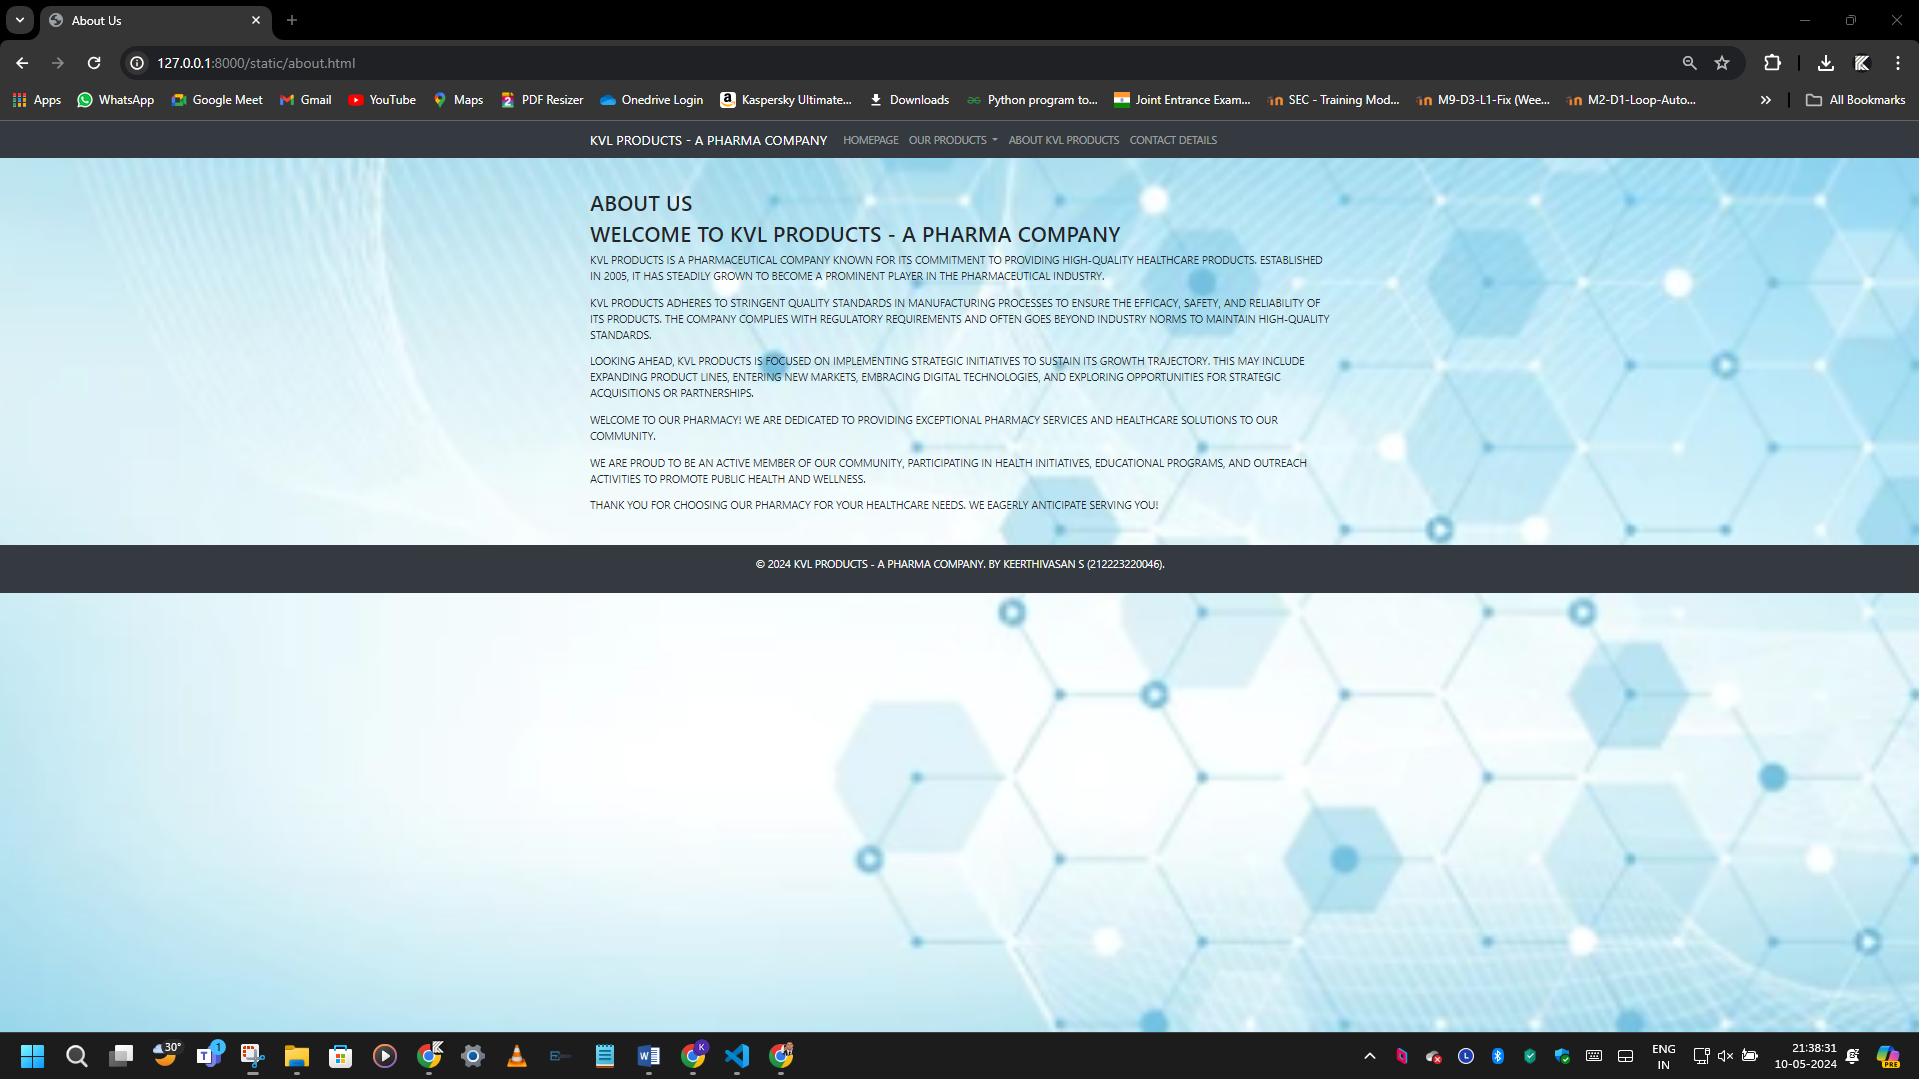 About Us
127.0.0.1:8000/static/about.html
Apps WhatsApp Google Meet Gmail YouTube Maps PDF Resizer Onedrive Login Kaspersky Ultimate... Downloads Python program to... Joint Entrance Exam... SEC - Training Mod... M9-D3-L1-Fix (Wee... M2-D1-Loop-Auto... All Bookmarks
KVL PRODUCTS - A PHARMA COMPANY HOMEPAGE OUR PRODUCTS ABOUT KVL PRODUCTS CONTACT DETAILS
ABOUT US
WELCOME TO KVL PRODUCTS - A PHARMA COMPANY
KVL PRODUCTS IS A PHARMACEUTICAL COMPANY KNOWN FOR ITS COMMITMENT TO PROVIDING HIGH-QUALITY HEALTHCARE PRODUCTS. ESTABLISHED
IN 2005, IT HAS STEADILY GROWN TO BECOME A PROMINENT PLAYER IN THE PHARMACEUTICAL INDUSTRY.
KVL PRODUCTS ADHERES TO STRINGENT QUALITY STANDARDS IN MANUFACTURING PROCESSES TO ENSURE THE EFFICACY, SAFETY, AND RELIABILITY OF
ITS PRODUCTS. THE COMPANY COMPLIES WITH REGULATORY REQUIREMENTS AND OFTEN GOES BEYOND INDUSTRY NORMS TO MAINTAIN HIGH-QUALITY
STANDARDS.
LOOKING AHEAD, KVL PRODUCTS IS FOCUSED ON IMPLEMENTING STRATEGIC INITIATIVES TO SUSTAIN ITS GROWTH TRAJECTORY. THIS MAY INCLUDE
EXPANDING PRODUCT LINES, ENTERING NEW MARKETS, EMBRACING DIGITAL TECHNOLOGIES, AND EXPLORING OPPORTUNITIES FOR STRATEGIC
ACQUISITIONS OR PARTNERSHIPS.
WELCOME TO OUR PHARMACY! WE ARE DEDICATED TO PROVIDING EXCEPTIONAL PHARMACY SERVICES AND HEALTHCARE SOLUTIONS TO OUR
COMMUNITY.
WE ARE PROUD TO BE AN ACTIVE MEMBER OF OUR COMMUNITY, PARTICIPATING IN HEALTH INITIATIVES, EDUCATIONAL PROGRAMS, AND OUTREACH
ACTIVITIES TO PROMOTE PUBLIC HEALTH AND WELLNESS.
THANK YOU FOR CHOOSING OUR PHARMACY FOR YOUR HEALTHCARE NEEDS. WE EAGERLY ANTICIPATE SERVING YOU!
© 2024 KVL PRODUCTS - A PHARMA COMPANY. BY KEERTHIVASAN S (212223220046).
30° 1 K ENG 21:38:31
IN 10-05-2024 PRE